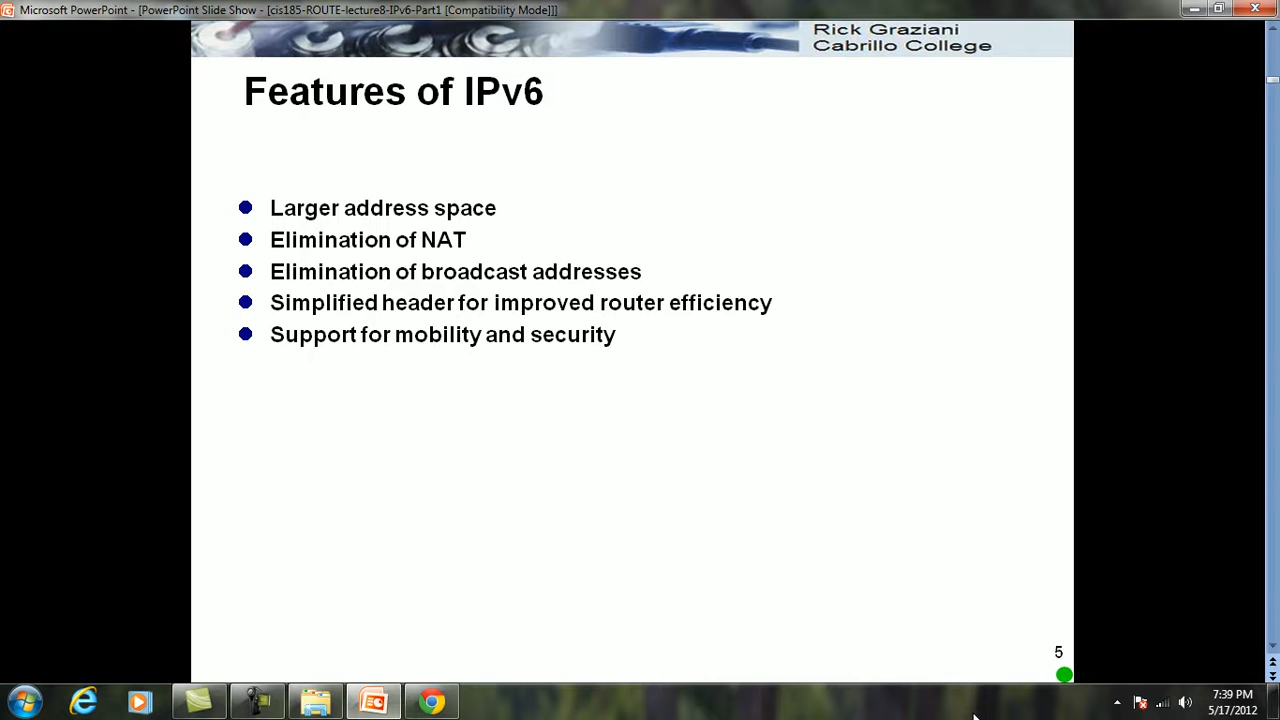 Microsoft PowerPoint - [PowerPoint Slide Show - [cis185-ROUTE-lecture8-IPv6-Part1 [Compatibility Mode]]]
Rick Graziani
Cabrillo College
Features of IPv6
Larger address space
Elimination of NAT
Elimination of broadcast addresses
Simplified header for improved router efficiency
Support for mobility and security
5
7:39 PM
5/17/2012